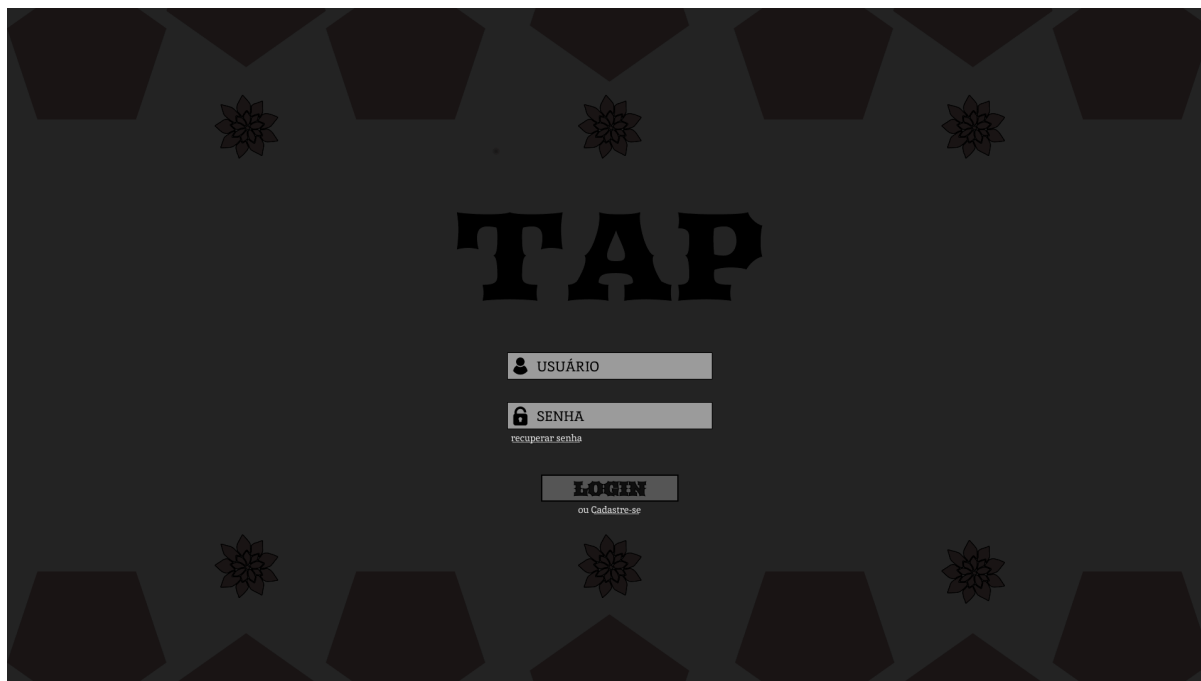 TAP
USUÁRIO
SENHA
recuperar senha
LOGIN
ou Cadastre-se